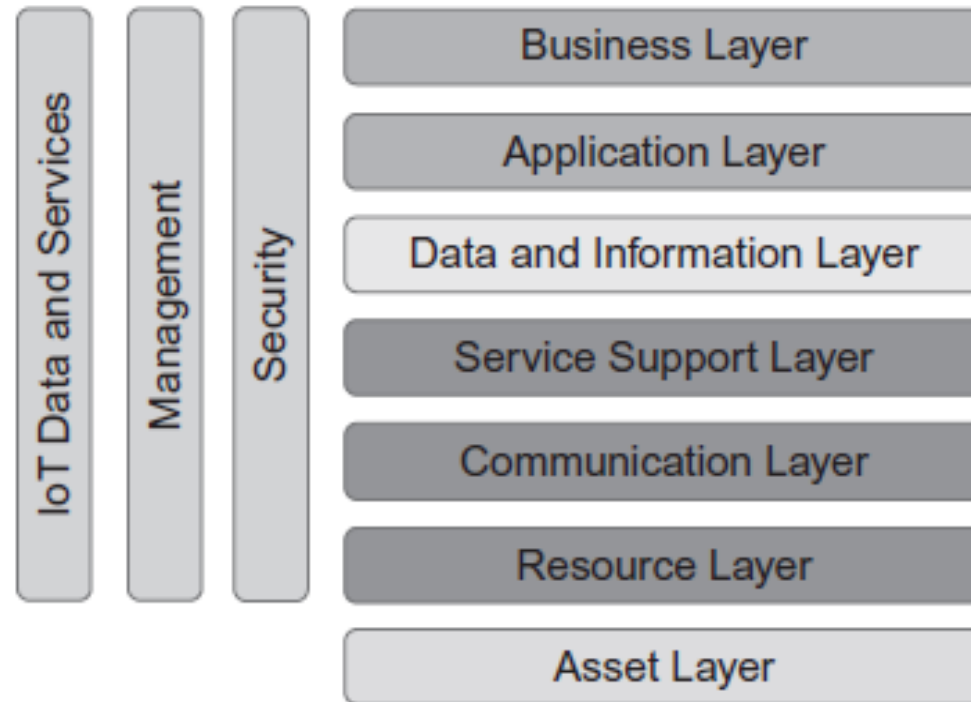 IoT Data and Services
Management
Security
Business Layer
Application Layer
Data and Information Layer
Service Support Layer
Communication Layer
Resource Layer
Asset Layer